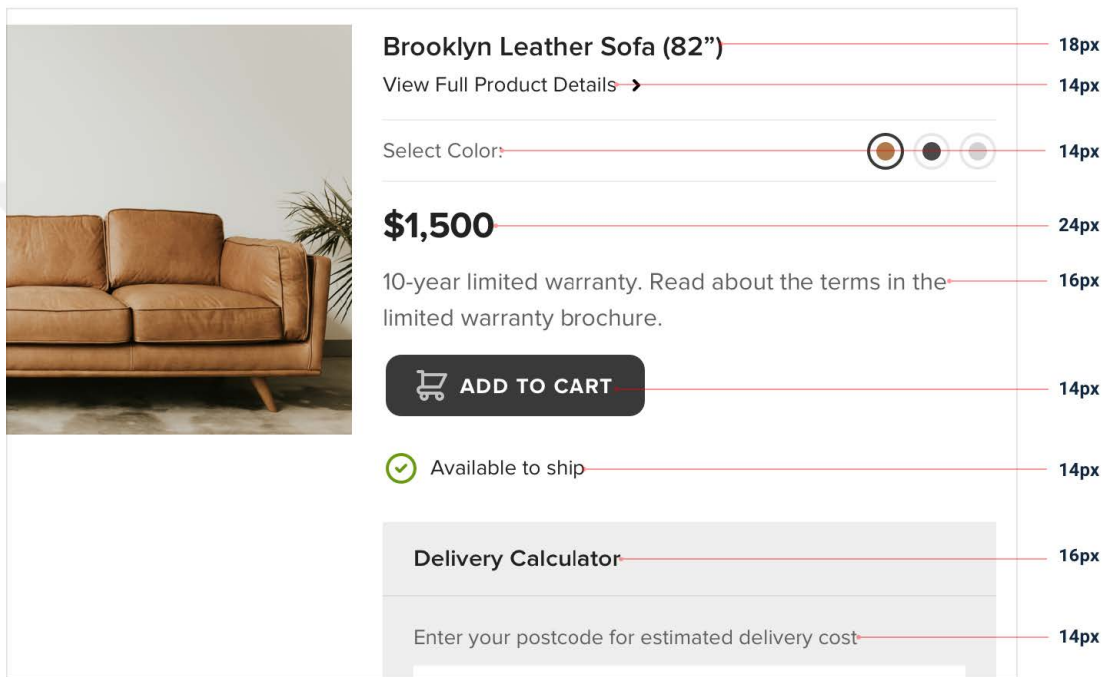 Brooklyn Leather Sofa (82”) 18px
View Full Product Details 14px
Select Color: 14px
$1,500 24px
10-year limited warranty. Read about the terms in the 16px
limited warranty brochure.
ADD TO CART 14px
Available to ship 14px
Delivery Calculator 16px
Enter your postcode for estimated delivery cost 14px